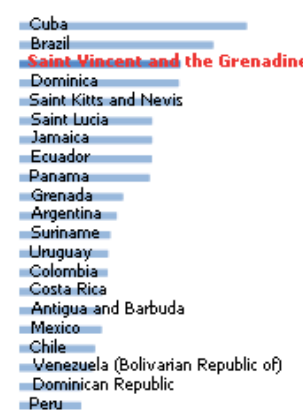 Cuba
Brazil
Saint Vincent and the Grenadine
Dominica
Saint Kitts and Nevis
Saint Lucia
Jamaica
Ecuador
Panama
Grenada
Argentina
Suriname
Uruguay
Colombia
Costa Rica
Antigua and Barbuda
Mexico
Chile
Venezuela (Bolivarian Republic of)
Dominican Republic
Peru